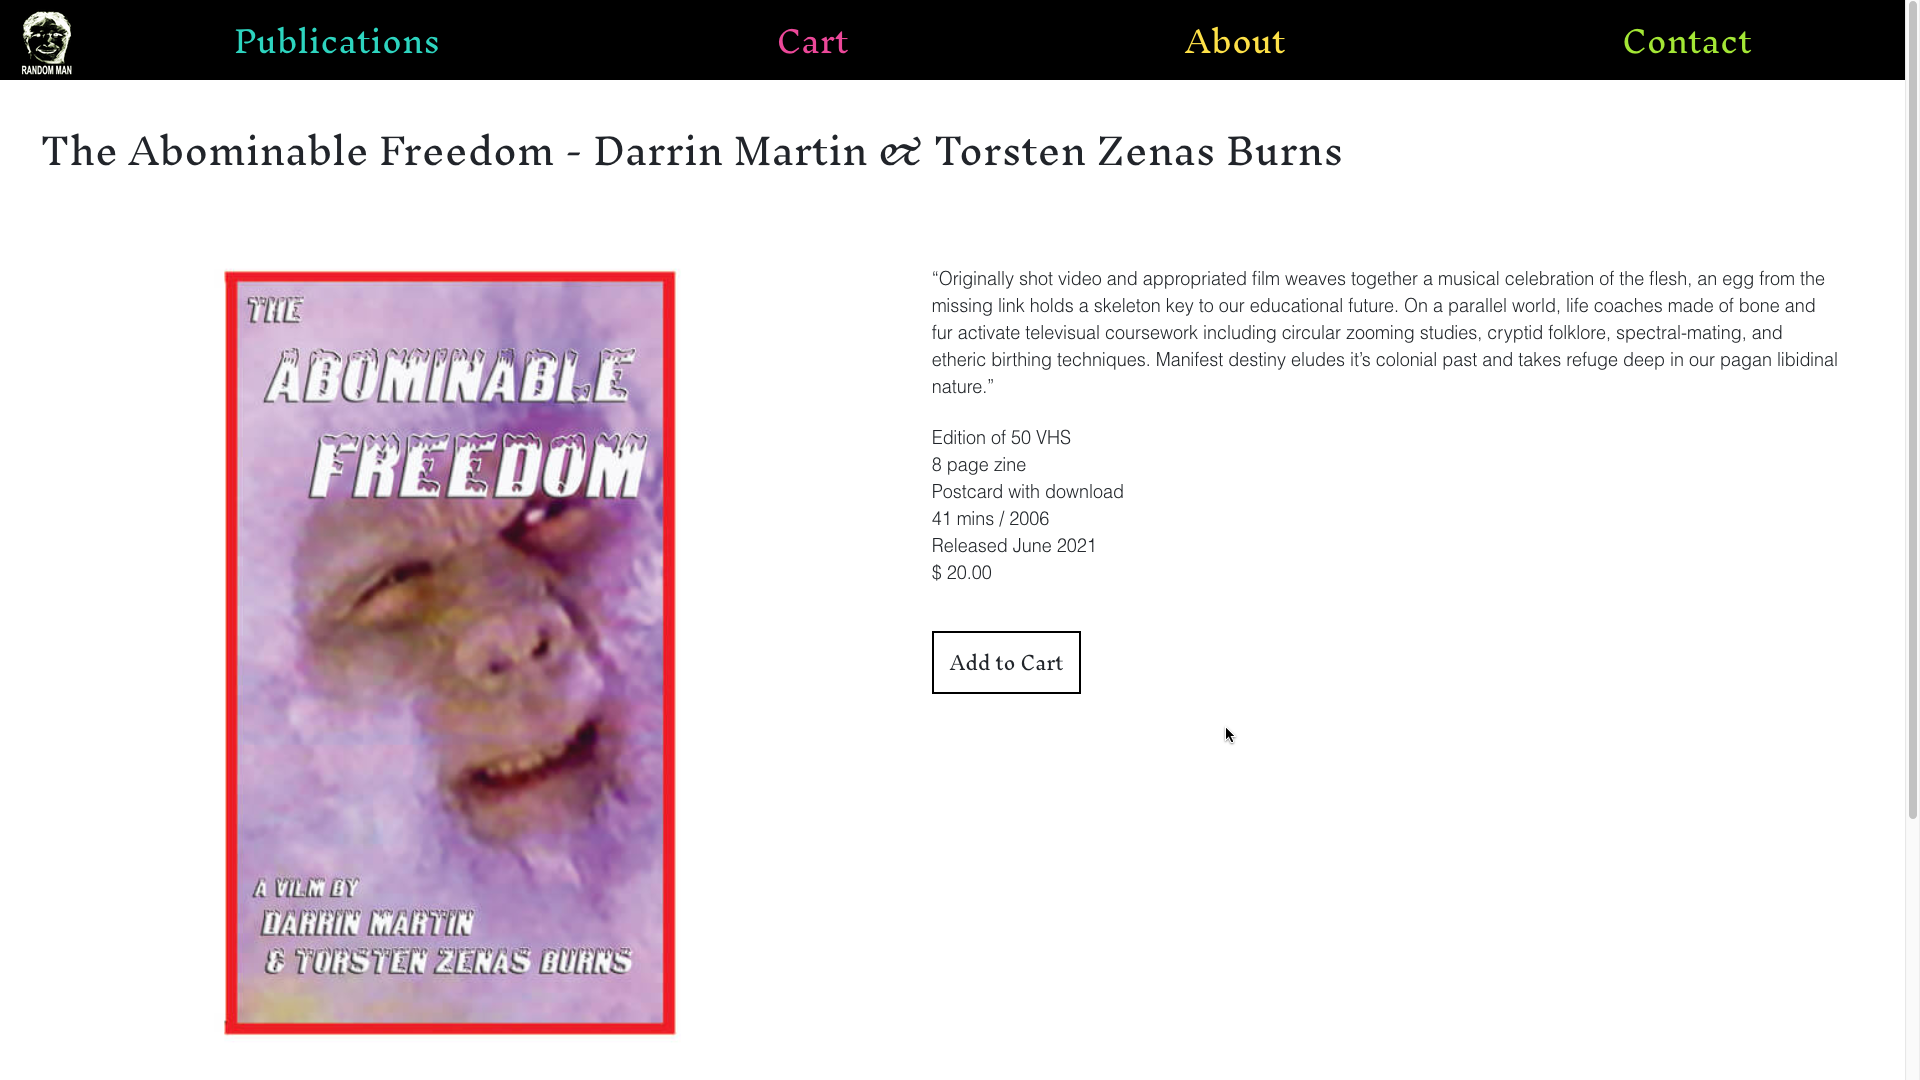 RANDOM MAN
Publications
Cart
About
Contact
The Abominable Freedom - Darrin Martin & Torsten Zenas Burns
THE
ABOMINABLE
FREEDOM
A VILM BY
DARRIN MARTIN
& TORSTEN ZENAS BURNS
“Originally shot video and appropriated film weaves together a musical celebration of the flesh, an egg from the
missing link holds a skeleton key to our educational future. On a parallel world, life coaches made of bone and
fur activate televisual coursework including circular zooming studies, cryptid folklore, spectral-mating, and
etheric birthing techniques. Manifest destiny eludes it’s colonial past and takes refuge deep in our pagan libidinal
nature.”
Edition of 50 VHS
8 page zine
Postcard with download
41 mins / 2006
Released June 2021
$ 20.00
Add to Cart